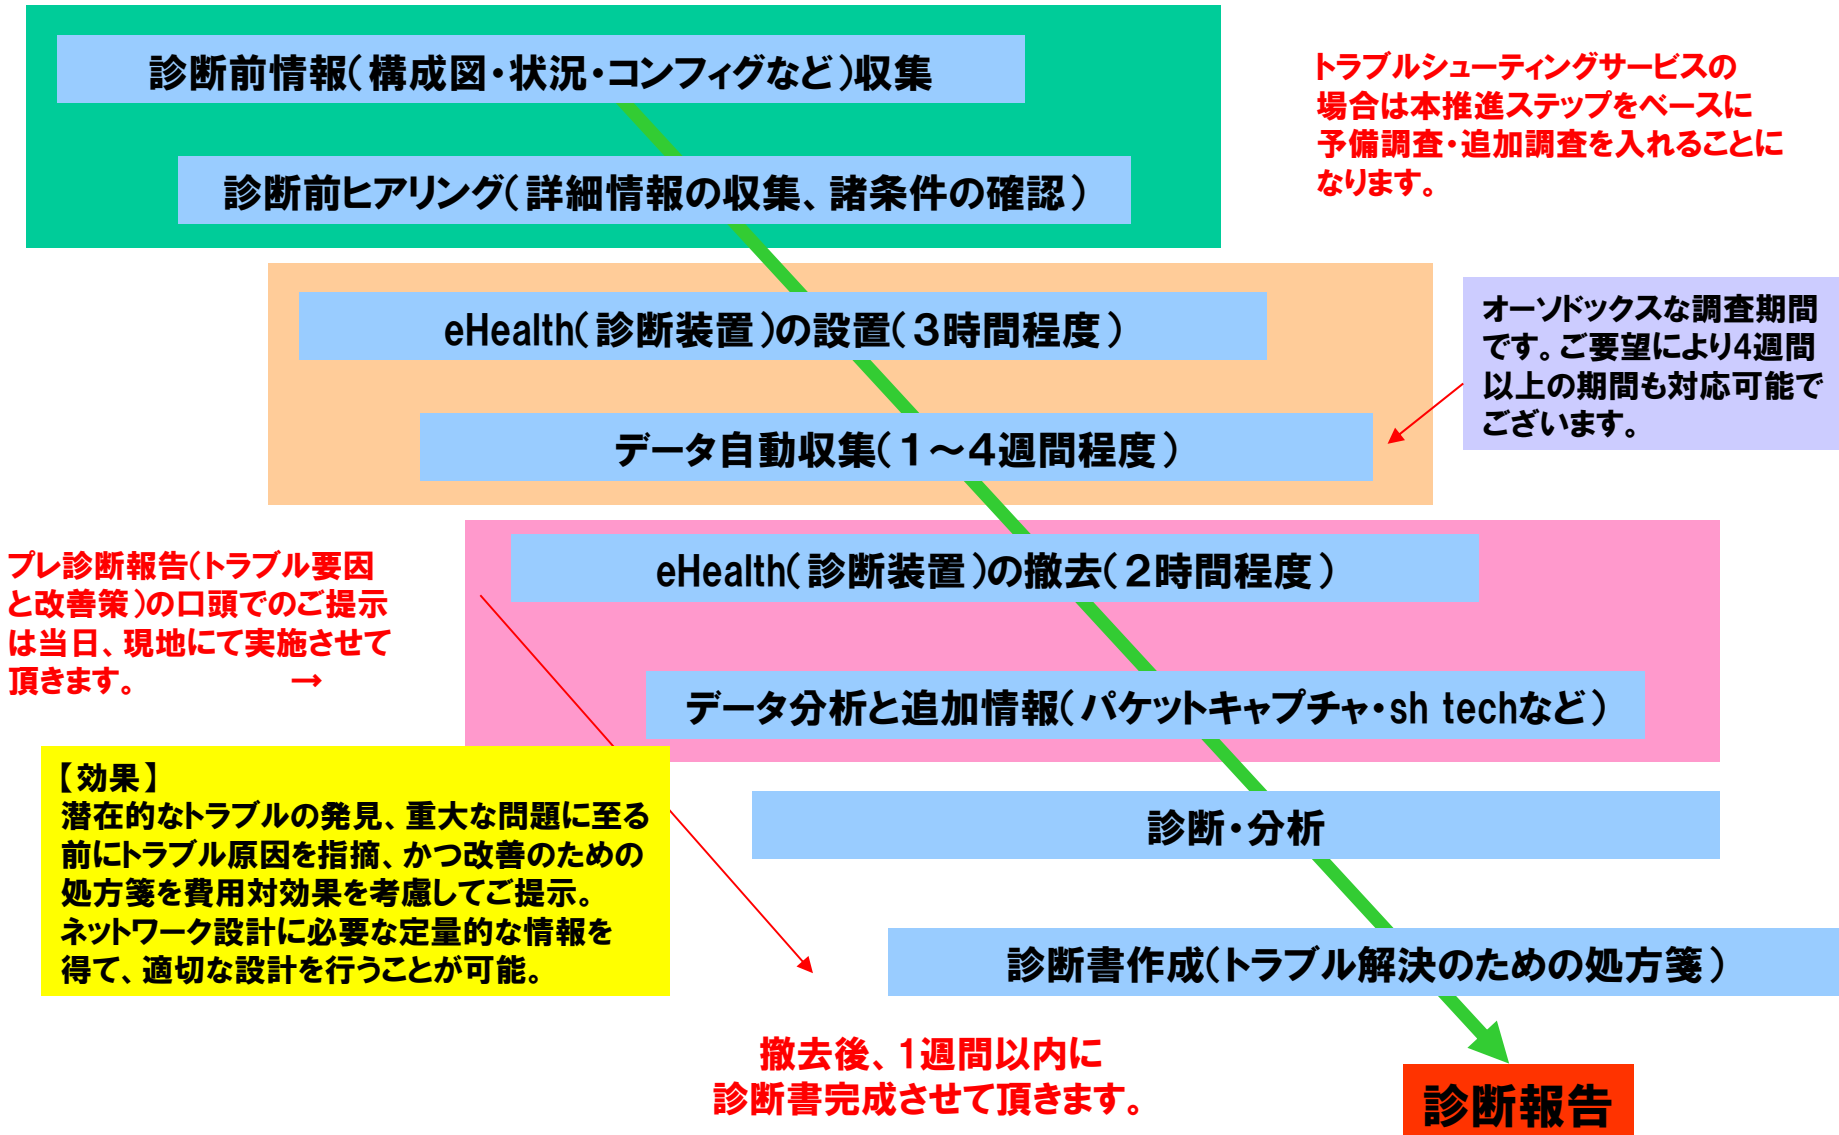 診断前情報(構成図・状況・コンフィグなど)収集
トラブルシューティングサービスの
場合は本推進ステップをベースに
予備調査・追加調査を入れることに
なります。
診断前ヒアリング(詳細情報の収集、諸条件の確認)
eHealth(診断装置)の設置(3時間程度)
オーソドックスな調査期間
です。ご要望により4週間
以上の期間も対応可能で
ございます。
データ自動収集(1～4週間程度)
eHealth(診断装置)の撤去(2時間程度)
プレ診断報告(トラブル要因
と改善策)の口頭でのご提示
は当日、現地にて実施させて
頂きます。 →
データ分析と追加情報(パケットキャプチャ・sh techなど)
【効果】
潜在的なトラブルの発見、重大な問題に至る
前にトラブル原因を指摘、かつ改善のための
処方箋を費用対効果を考慮してご提示。
ネットワーク設計に必要な定量的な情報を
得て、適切な設計を行うことが可能。
診断・分析
診断書作成(トラブル解決のための処方箋)
撤去後、1週間以内に
診断書完成させて頂きます。
診断報告